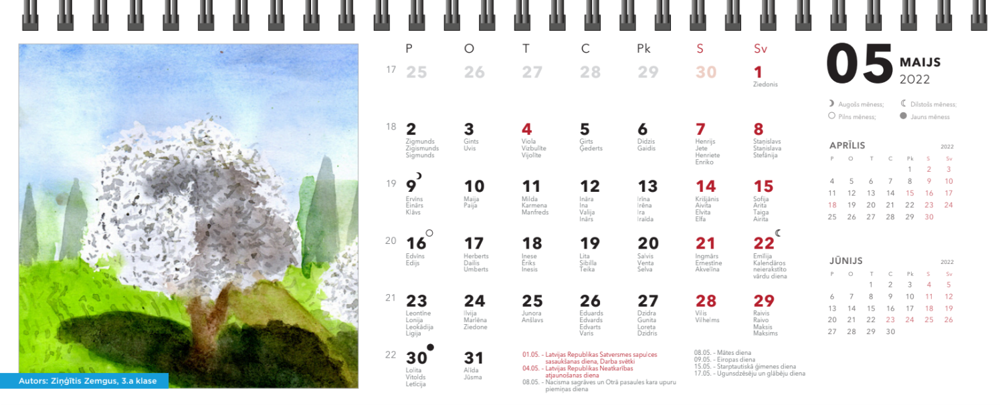 P O T C Pk S Sv
17 25 26 27 28 29 30 1
Ziedonis
18 2 3 4 5 6 7 8
Zigmunds Gints Viola Ģirts Didzis Henrijs Staņislavs
Zigismunds Uvis Vizbulīte Ģederts Gaidis Jete Staņislava
Sigmunds Vijolīte Henriete Stefānija
Enriko
19 9 10 11 12 13 14 15
Ervīns Maija Milda Ināra Irīna Krišjānis Sofija
Einārs Paija Karmena Ina Irēna Aivita Arita
Klāvs Manfreds Valija Ira Elvita Taiga
Inārs Iraīda Elfa Airita
20 16 17 18 19 20 21 22
Edvīns Herberts Inese Lita Salvis Ingmārs Emīlija
Edijs Dailis Ēriks Sibilla Venta Ernestīne Kalendāros
Umberts Inesis Teika Selva Akvelīna neierakstīto
vārdu diena
21 23 24 25 26 27 28 29
Leontīne Ilvija Junora Eduards Dzidra Vilis Raivis
Lonija Marlēna Anšlavs Edvards Gunita Vilhelms Raivo
Leokādija Ziedone Edvarts Loreta Maksis
Ligija Varis Dzidris Maksims
22 30 31
Lolita Alīda
Vitolds Jūsma
Letīcija
01.05. - Latvijas Republikas Satversmes sapulces
sasaukšanas diena, Darba svētki
04.05. - Latvijas Republikas Neatkarības
atjaunošanas diena
08.05. - Nacisma sagrāves un Otrā pasaules kara upuru
piemiņas diena
08.05. - Mātes diena
09.05. - Eiropas diena
15.05. - Starptautiskā ģimenes diena
17.05. - Ugunsdzēsēju un glābēju diena
05 MAIJS
2022
Augošs mēness; Dilstošs mēness;
Pilns mēness; Jauns mēness
APRĪLIS 2022
P O T C Pk S Sv
1 2 3
4 5 6 7 8 9 10
11 12 13 14 15 16 17
18 19 20 21 22 23 24
25 26 27 28 29 30
JŪNIJS 2022
P O T C Pk S Sv
1 2 3 4 5
6 7 8 9 10 11 12
13 14 15 16 17 18 19
20 21 22 23 24 25 26
27 28 29 30
Autors: Ziņģītis Zemgus, 3.a klase